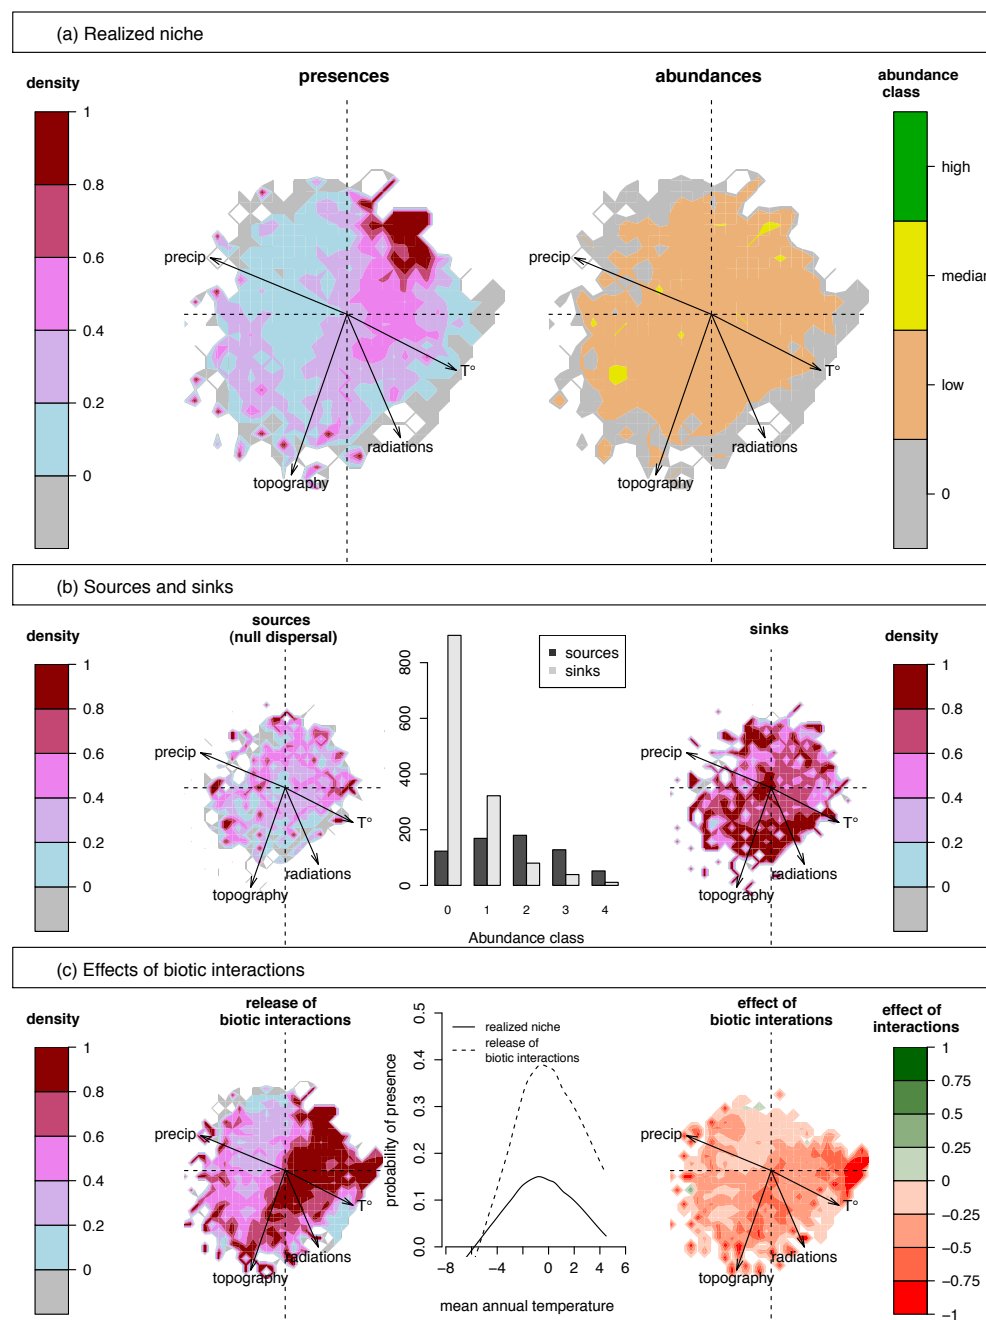 (a) Realized niche
density
presences
abundances
abundance
class
1
0.8
0.6
0.4
0.2
0
precip
T°
radiations
topography
precip
T°
radiations
topography
high
median
low
0
(b) Sources and sinks
density
sources
(null dispersal)
sinks
density
1
0.8
0.6
0.4
0.2
0
precip
T°
radiations
topography
800
600
400
200
0
sources
sinks
0 1 2 3 4
Abundance class
precip
T°
radiations
topography
1
0.8
0.6
0.4
0.2
0
(c) Effects of biotic interactions
density
release of
biotic interactions
effect of
biotic interations
effect of
interactions
1
0.8
0.6
0.4
0.2
0
precip
T°
radiations
topography
probability of presence
0.5
0.4
0.3
0.2
0.1
0.0
realized niche
release of
biotic interactions
−8 −4 −2 0 2 4 6
mean annual temperature
precip
T°
radiations
topography
1
0.75
0.5
0.25
0
−0.25
−0.5
−0.75
−1